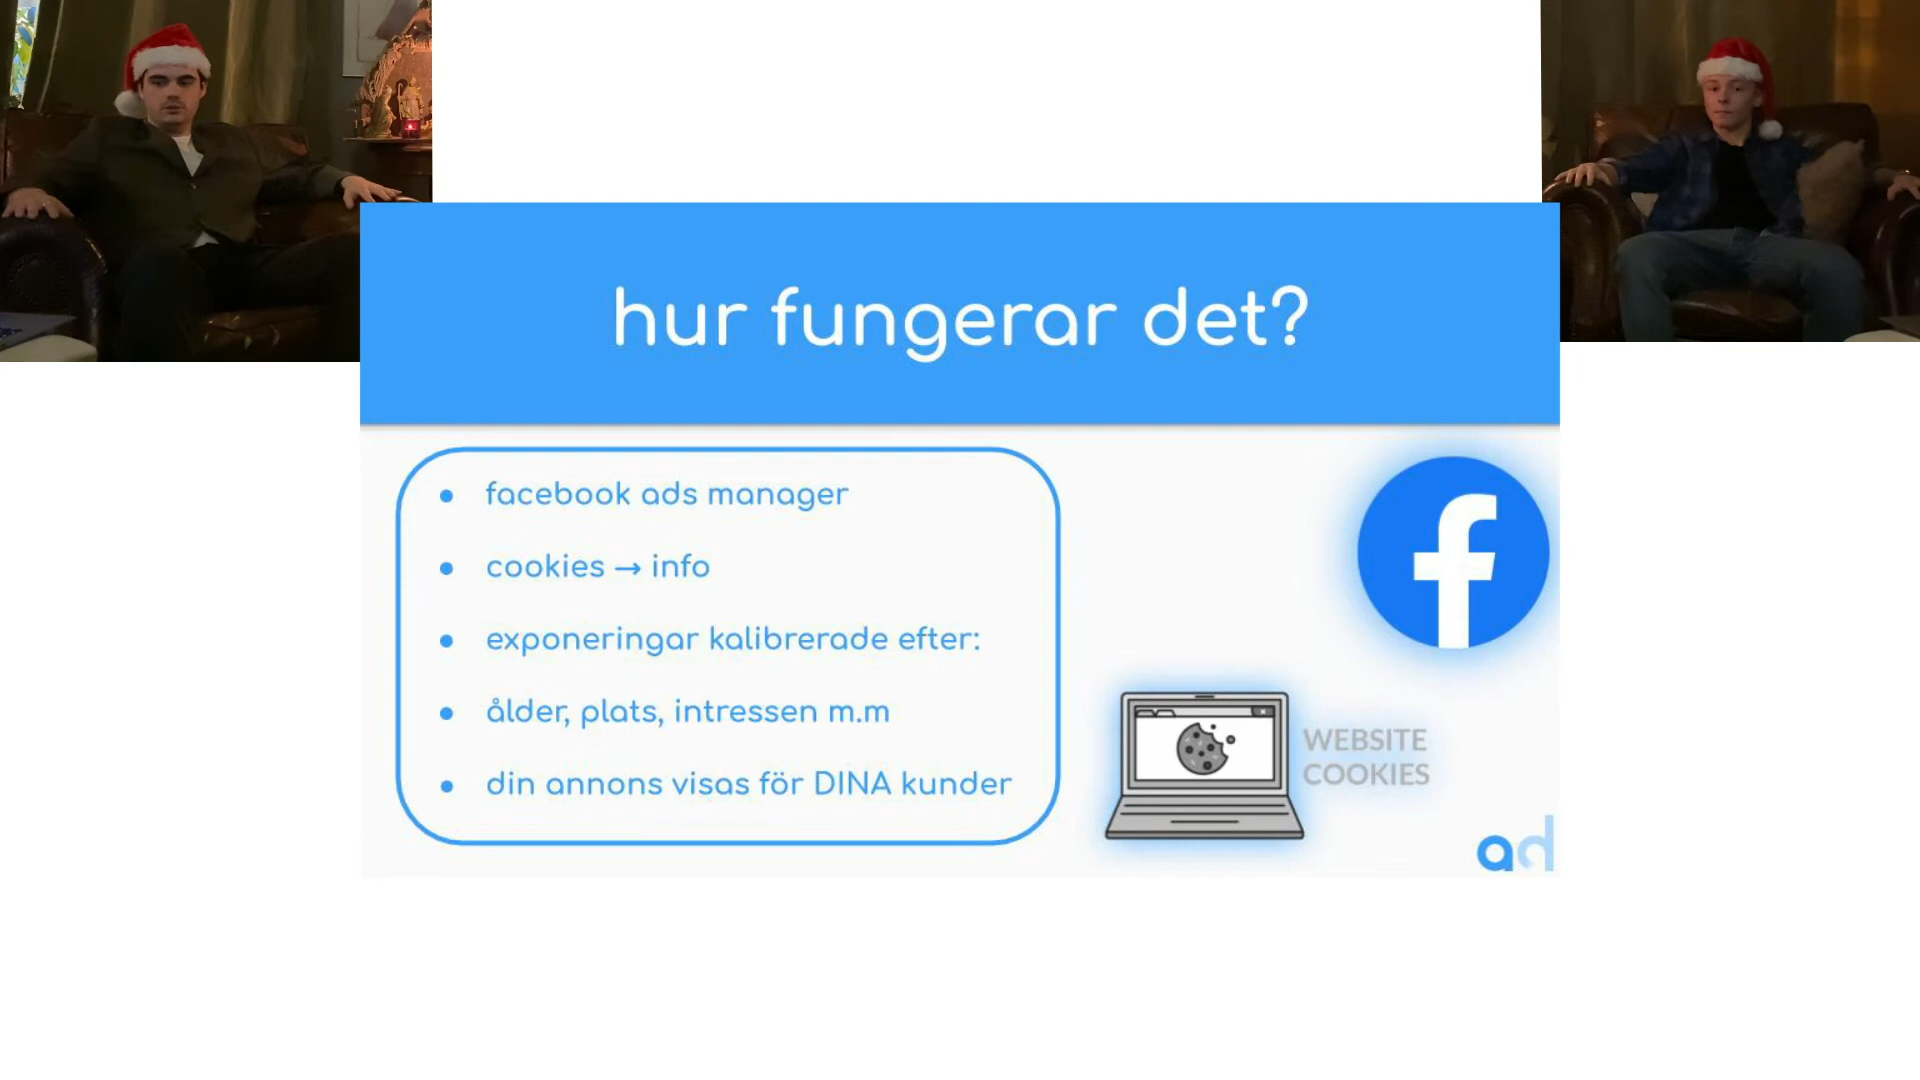 hur fungerar det?
facebook ads manager
cookies → info
exponeringar kalibrerade efter:
ålder, plats, intressen m.m
din annons visas för DINA kunder
WEBSITE
COOKIES
ad